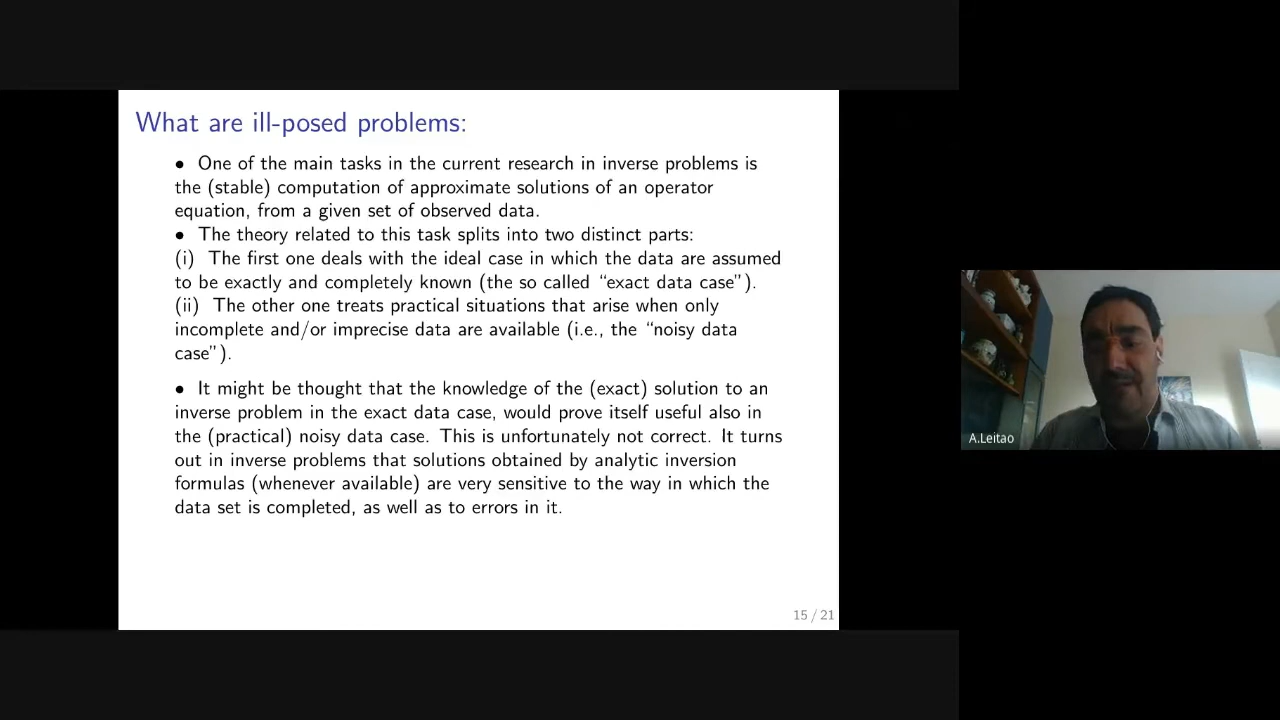 What are ill-posed problems:
• One of the main tasks in the current research in inverse problems is
the (stable) computation of approximate solutions of an operator
equation, from a given set of observed data.
• The theory related to this task splits into two distinct parts:
(i) The first one deals with the ideal case in which the data are assumed
to be exactly and completely known (the so called “exact data case”).
(ii) The other one treats practical situations that arise when only
incomplete and/or imprecise data are available (i.e., the “noisy data
case”).
• It might be thought that the knowledge of the (exact) solution to an
inverse problem in the exact data case, would prove itself useful also in
the (practical) noisy data case. This is unfortunately not correct. It turns
out in inverse problems that solutions obtained by analytic inversion
formulas (whenever available) are very sensitive to the way in which the
data set is completed, as well as to errors in it.
15 / 21
A.Leitao